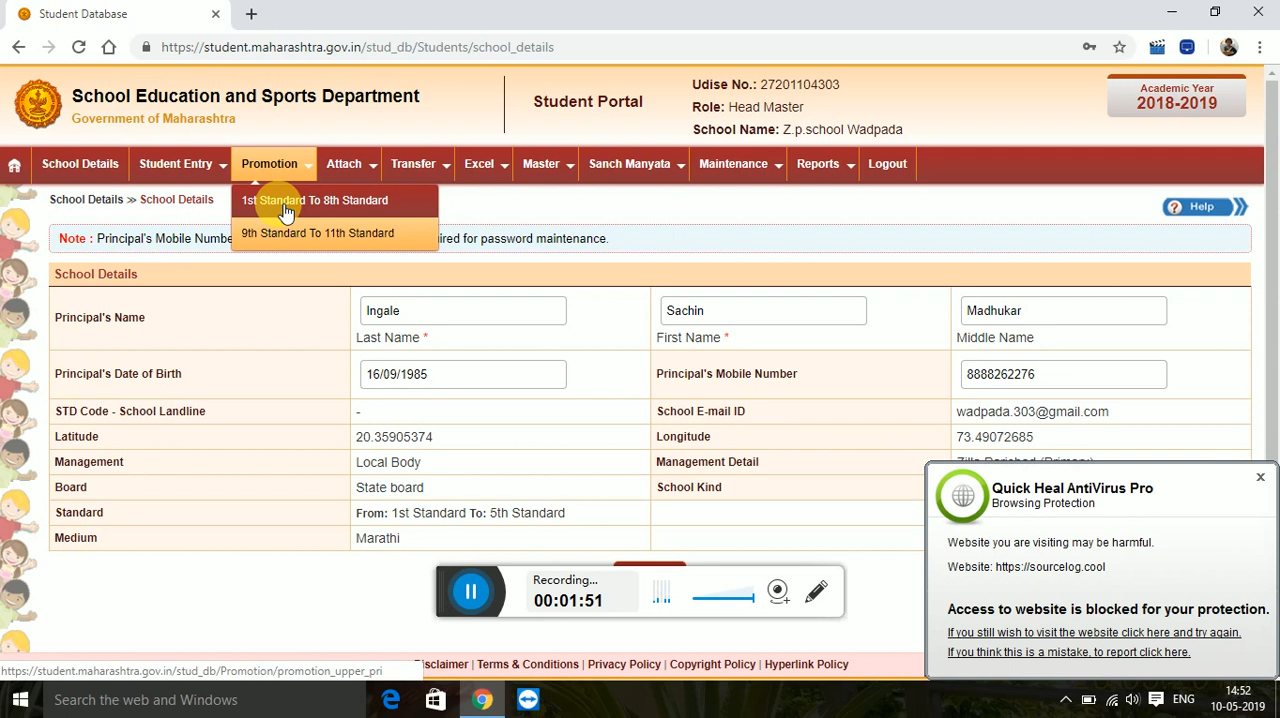 Student Database
https://student.maharashtra.gov.in/stud_db/Students/school_details
School Education and Sports Department
Government of Maharashtra
Student Portal
Udise No.: 27201104303
Role: Head Master
School Name: Z.p.school Wadpada
Academic Year
2018-2019
School Details Student Entry Promotion Attach Transfer Excel Master Sanch Manyata Maintenance Reports Logout
School Details >> School Details
1st Standard To 8th Standard
9th Standard To 11th Standard
? Help
Note : Principal's Mobile Numbe ired for password maintenance.
School Details
Principal's Name Ingale Sachin Madhukar
Last Name * First Name * Middle Name
Principal's Date of Birth 16/09/1985 Principal's Mobile Number 8888262276
STD Code - School Landline - School E-mail ID wadpada.303@gmail.com
Latitude 20.35905374 Longitude 73.49072685
Management Local Body Management Detail
Board State board School Kind
Standard From: 1st Standard To: 5th Standard
Medium Marathi
Quick Heal AntiVirus Pro
Browsing Protection
Website you are visiting may be harmful.
Website: https://sourcelog.cool
Access to website is blocked for your protection.
If you still wish to visit the website click here and try again.
If you think this is a mistake, to report click here.
Recording...
00:01:51
https://student.maharashtra.gov.in/stud_db/Promotion/promotion_upper_pri
Disclaimer | Terms & Conditions | Privacy Policy | Copyright Policy | Hyperlink Policy
Search the web and Windows
ENG
14:52
10-05-2019